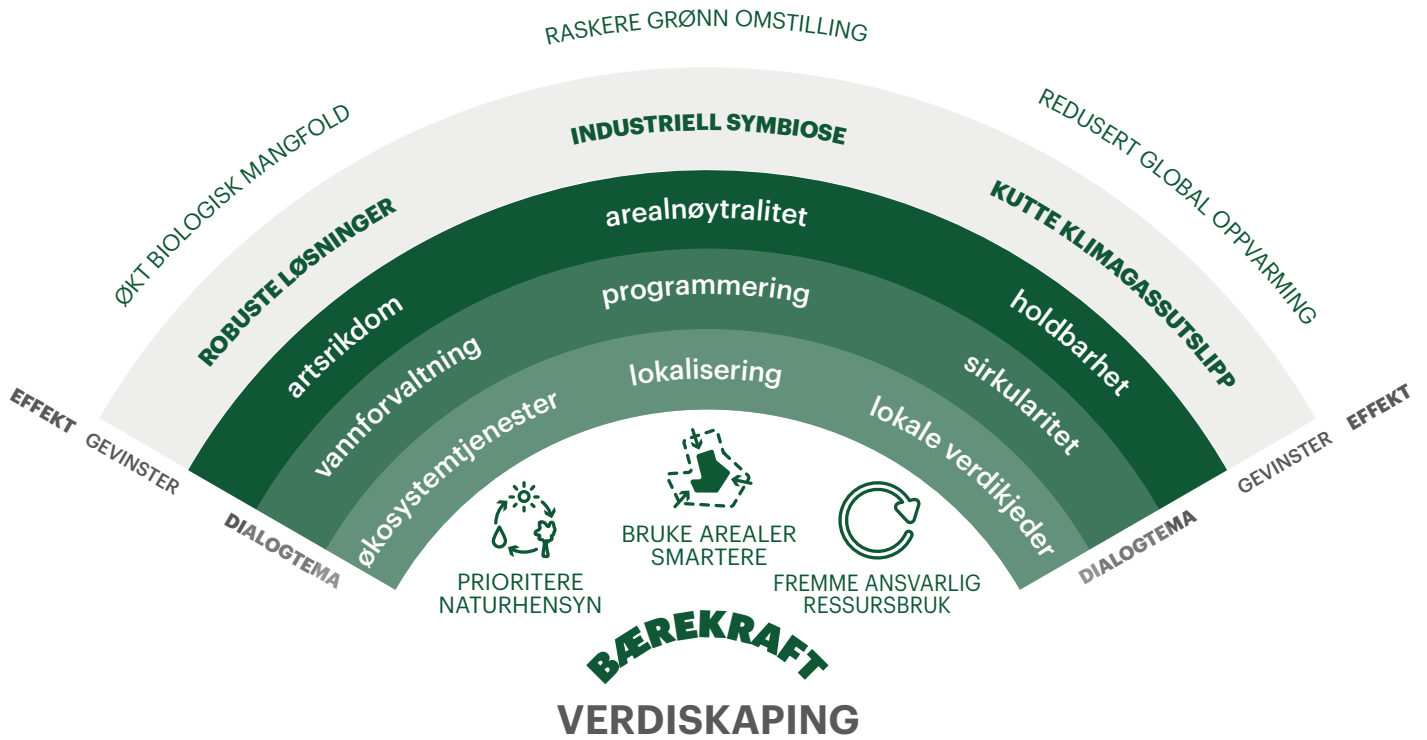 RASKERE GRØNN OMSTILLING
ØKT BIOLOGISK MANGFOLD
REDUSERT GLOBAL OPPVARMING
INDUSTRIELL SYMBIOSE
ROBUSTE LØSNINGER
KUTTE KLIMAGASSUTSLIPP
arealnøytralitet
artsrikdom
holdbarhet
programmering
vannforvaltning
sirkularitet
lokalisering
økosystemtjenester
lokale verdikjeder
EFFEKT
GEVINSTER
DIALOGTEMA
EFFEKT
GEVINSTER
DIALOGTEMA
PRIORITERE
NATURHENSYN
BRUKE AREALER
SMARTERE
FREMME ANSVARLIG
RESSURSBRUK
BÆREKRAFT
VERDISKAPING